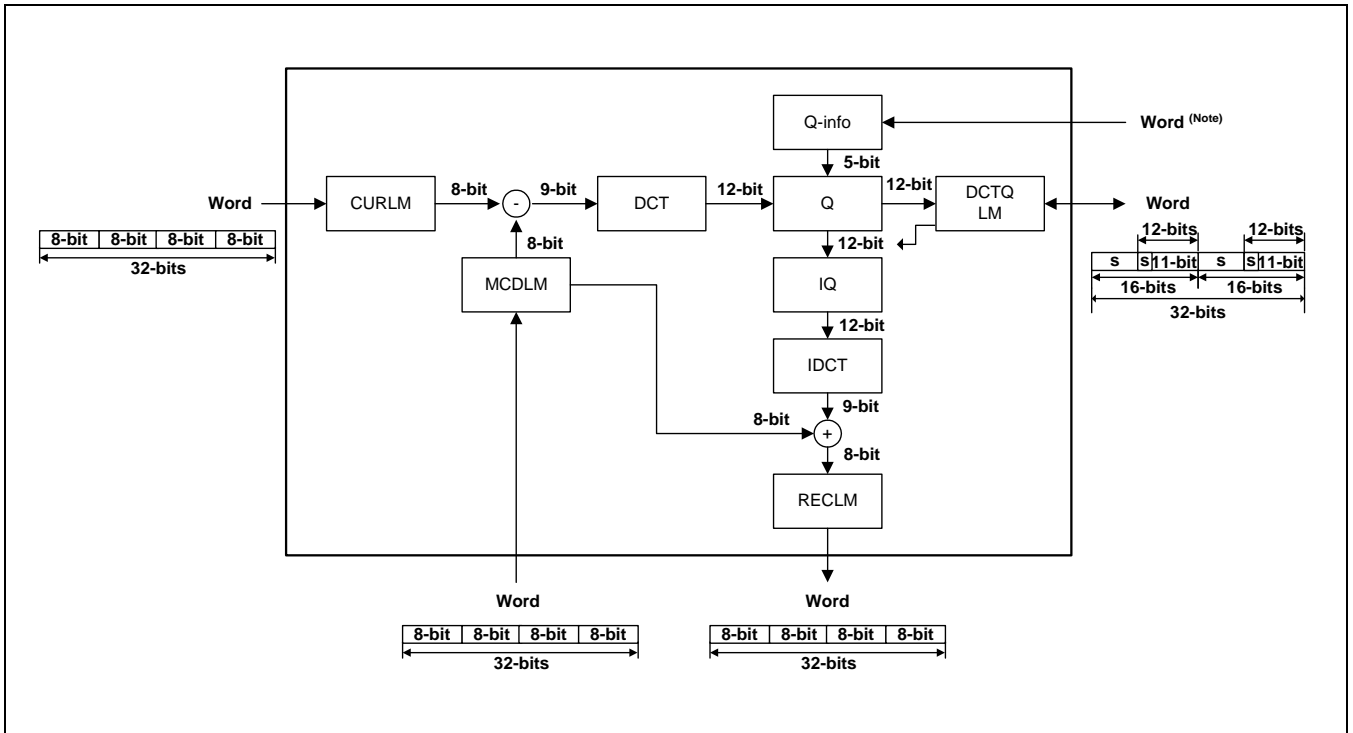 Q-info
Word (Note)
5-bit
Word
CURLM
8-bit
-
9-bit
DCT
12-bit
Q
12-bit
DCTQ
LM
Word
8-bit 8-bit 8-bit 8-bit
32-bits
8-bit
12-bit
12-bits 12-bits
s s 11-bit s s 11-bit
16-bits 16-bits
32-bits
MCDLM
IQ
12-bit
IDCT
9-bit
8-bit
+
8-bit
RECLM
Word
8-bit 8-bit 8-bit 8-bit
32-bits
Word
8-bit 8-bit 8-bit 8-bit
32-bits